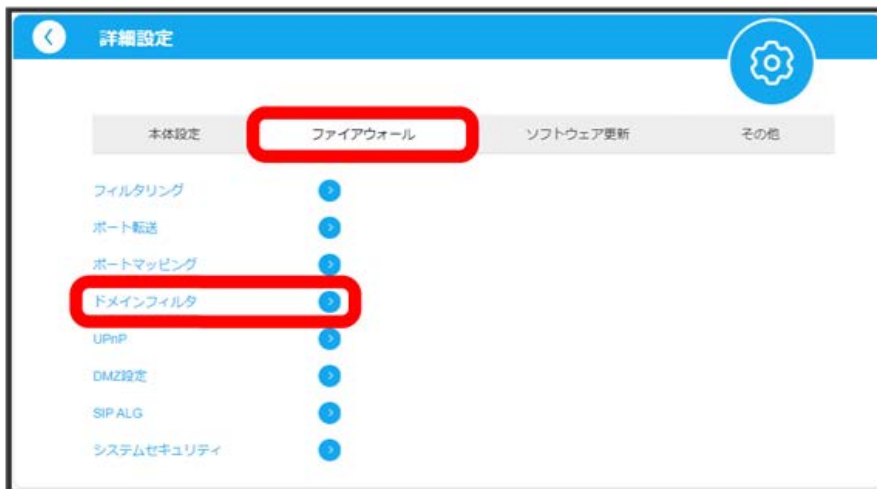 詳細設定
本体設定 ファイアウォール ソフトウェア更新 その他
フィルタリング
ポート転送
ポートマッピング
ドメインフィルタ
UPnP
DMZ設定
SIP ALG
システムセキュリティ